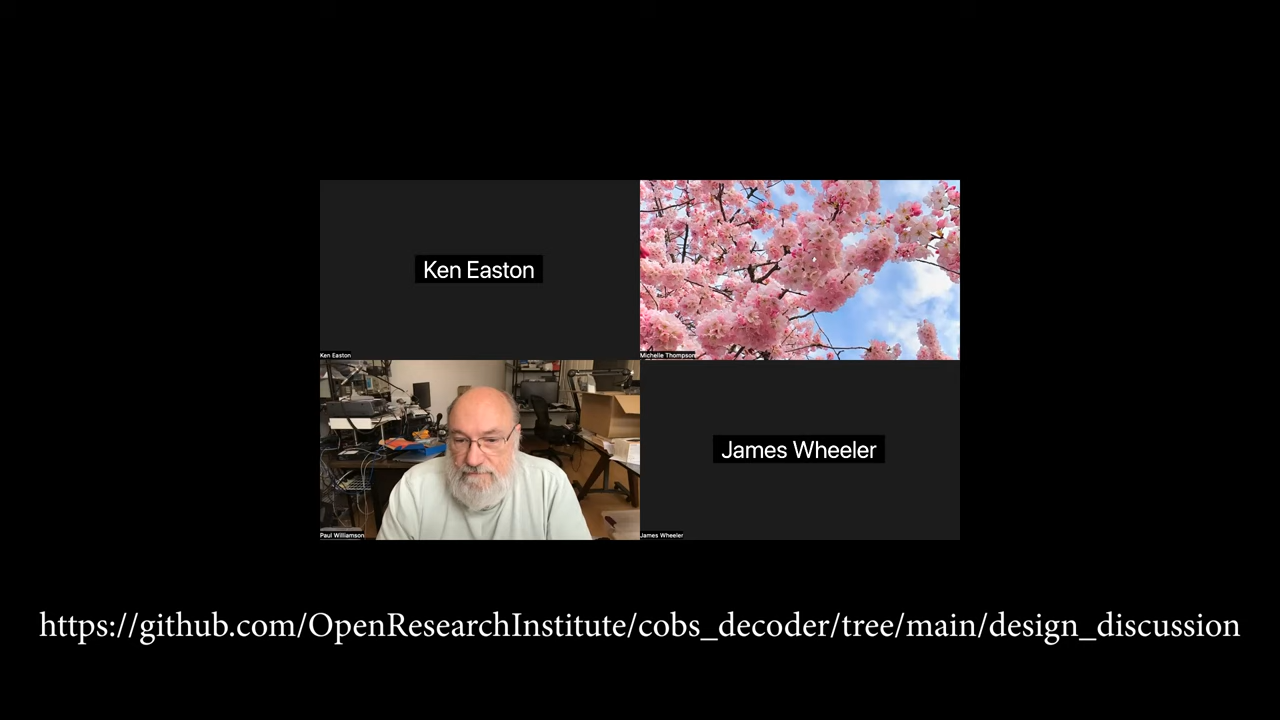 Ken Easton
Ken Easton
Michelle Thompson
Paul Williamson
James Wheeler
James Wheeler
https://github.com/OpenResearchInstitute/cobs_decoder/tree/main/design_discussion